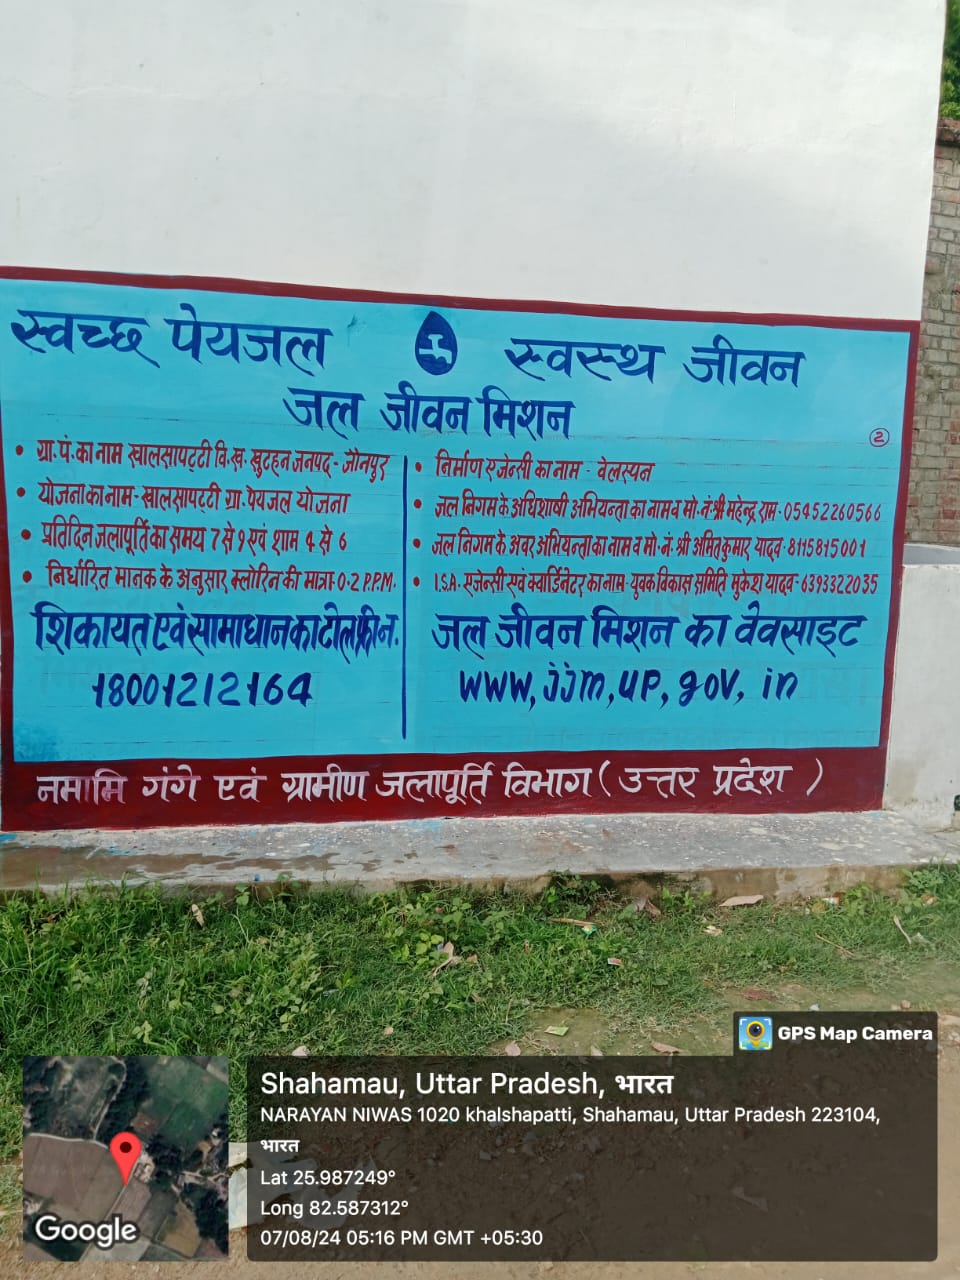 स्वच्छ पेयजल स्वस्थ जीवन
जल जीवन मिशन
2
• ग्रा.पं.का नाम खालसापट्टी वि.ख. खुटहन जनपद - जौनपुर
• योजना का नाम - खालसापट्टी ग्रा. पेयजल योजना
• प्रतिदिन जलापूर्ति का समय 7 से 9 एवं शाम 4 से 6
• निर्धारित मानक के अनुसार क्लोरिन की मात्रा- 0.2 P.P.M.
शिकायत एवं सामाधान का टोल फ्री न.
18001212164
• निर्माण एजेन्सी का नाम - वेलस्पन
• जल निगम के अधिशाषी अभियन्ता का नाम व मो. नं. श्री महेन्द्र राम - 05452260566
• जल निगम के अवर अभियन्ता का नाम व मो. नं. श्री अमित कुमार यादव - 8115815001
• I.S.A. एजेन्सी एवं क्वार्डिनेटर का नाम - युवक विकास समिति मुकेश यादव - 6393322035
जल जीवन मिशन का वेवसाइट
www, jjm, up, gov, in
नमामि गंगे एवं ग्रामीण जलापूर्ति विभाग ( उत्तर प्रदेश )
GPS Map Camera
Shahamau, Uttar Pradesh, भारत
NARAYAN NIWAS 1020 khalshapatti, Shahamau, Uttar Pradesh 223104,
भारत
Lat 25.987249°
Long 82.587312°
07/08/24 05:16 PM GMT +05:30
Google